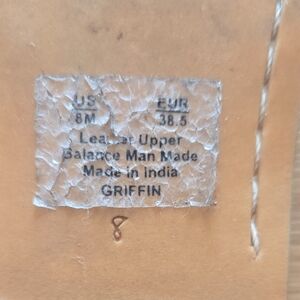 US EUR
8M 38.5
Leather Upper
Balance Man Made
Made in India
GRIFFIN
8